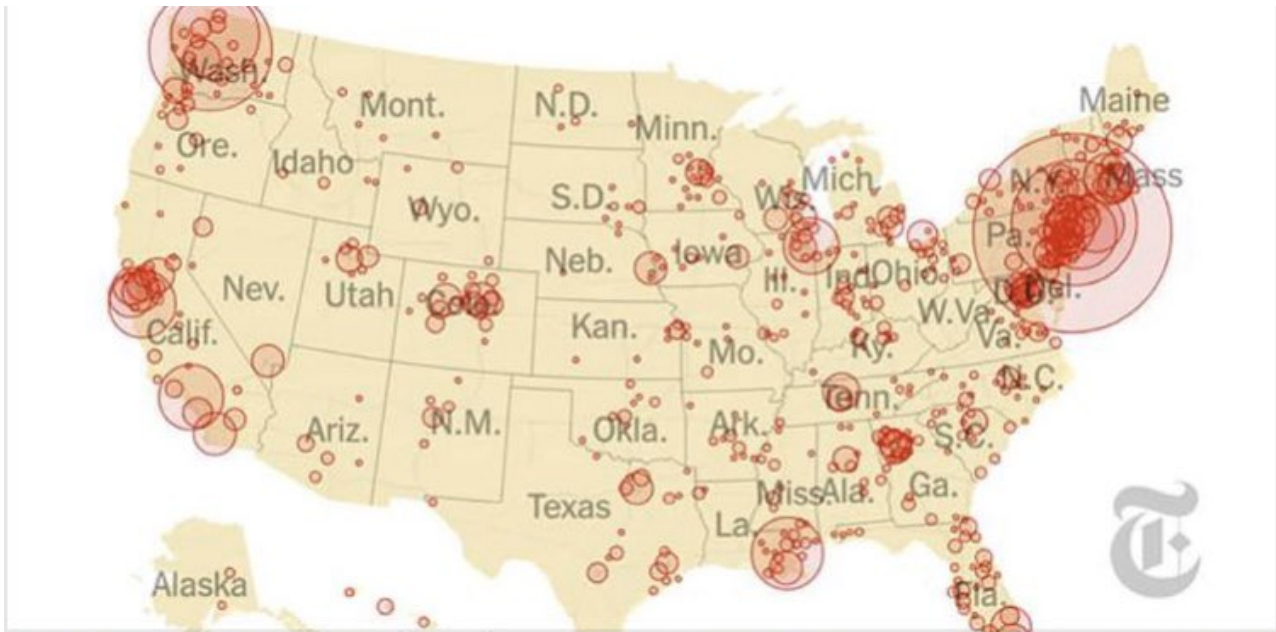 Wash.
Mont.
N.D.
Minn.
Maine
Ore.
Idaho
Wyo.
S.D.
Wis.
Mich.
N.Y.
Mass
Nev.
Utah
Colo.
Neb.
Iowa
Ill.
Ind.
Ohio
Pa.
D.C.
Del.
W.Va.
Va.
Calif.
Kan.
Mo.
Ky.
Ariz.
N.M.
Okla.
Ark.
Tenn.
N.C.
S.C.
Texas
La.
Miss.
Ala.
Ga.
Alaska
Fla.
T